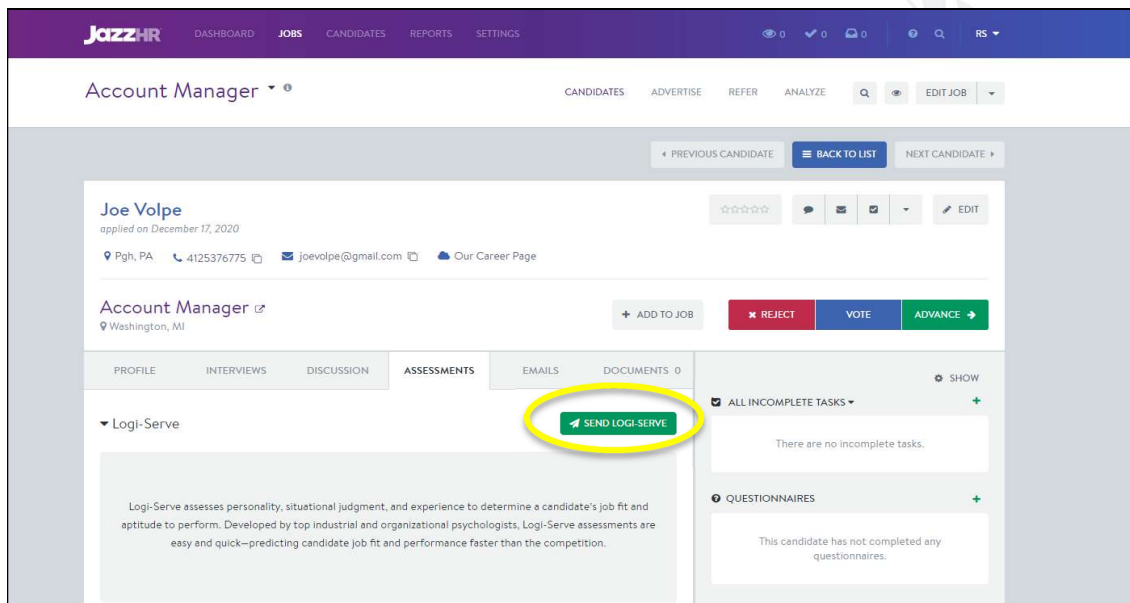 JazzHR DASHBOARD JOBS CANDIDATES REPORTS SETTINGS 0 0 0 RS
Account Manager CANDIDATES ADVERTISE REFER ANALYZE EDIT JOB
PREVIOUS CANDIDATE BACK TO LIST NEXT CANDIDATE
Joe Volpe EDIT
applied on December 17, 2020
Pgh, PA 4125376775 joevolpe@gmail.com Our Career Page
Account Manager + ADD TO JOB REJECT VOTE ADVANCE
Washington, MI
PROFILE INTERVIEWS DISCUSSION ASSESSMENTS EMAILS DOCUMENTS 0
SHOW
ALL INCOMPLETE TASKS +
Logi-Serve SEND LOGI-SERVE
There are no incomplete tasks.
Logi-Serve assesses personality, situational judgment, and experience to determine a candidate's job fit and
aptitude to perform. Developed by top industrial and organizational psychologists, Logi-Serve assessments are
easy and quick—predicting candidate job fit and performance faster than the competition.
QUESTIONNAIRES +
This candidate has not completed any
questionnaires.